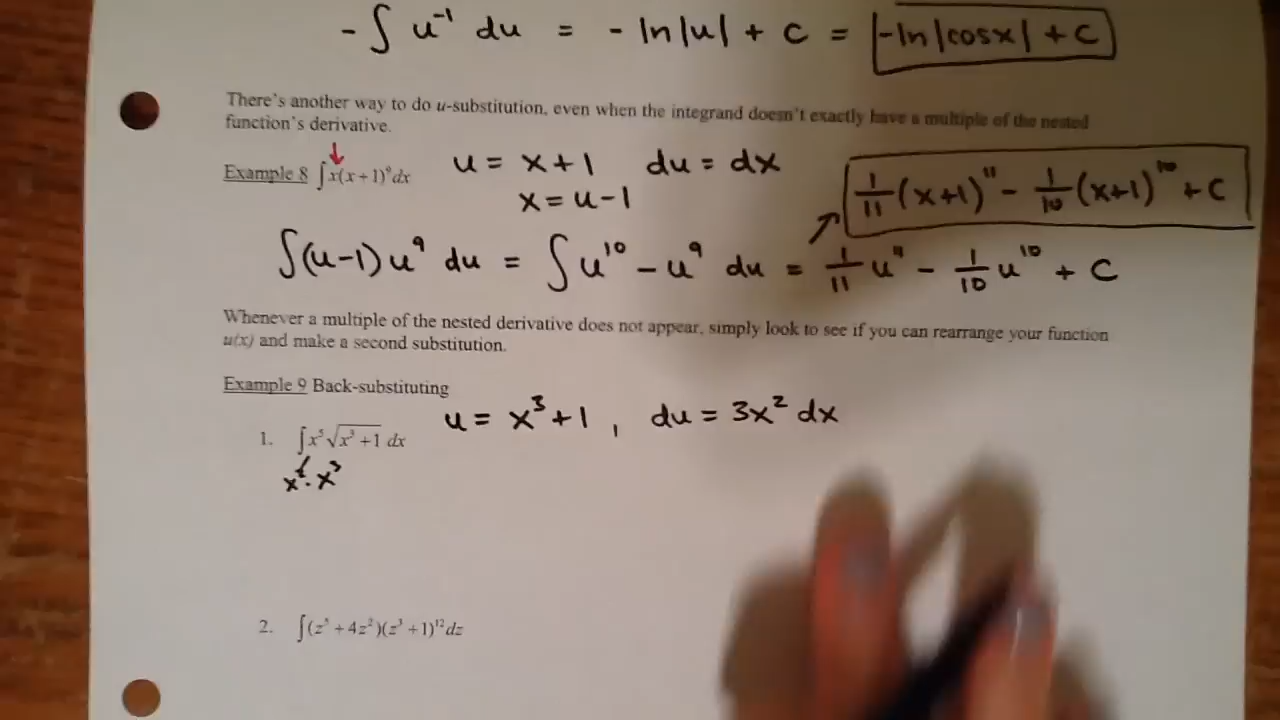 -∫ u⁻¹ du = - ln|u| + C = -ln|cosx| + C
There's another way to do u-substitution, even when the integrand doesn't exactly have a multiple of the nested
function's derivative.
Example 8 ∫x(x+1)⁹dx u = x+1 du = dx
x = u-1
1/11 (x+1)¹¹ - 1/10 (x+1)¹⁰ + C
∫(u-1)u⁹ du = ∫u¹⁰ - u⁹ du = 1/11 u¹¹ - 1/10 u¹⁰ + C
Whenever a multiple of the nested derivative does not appear, simply look to see if you can rearrange your function
u(x) and make a second substitution.
Example 9 Back-substituting
u = x³+1 , du = 3x² dx
1. ∫x⁵√(x³+1) dx
x²·x³
2. ∫(z⁵+4z²)(z³+1)¹²dz